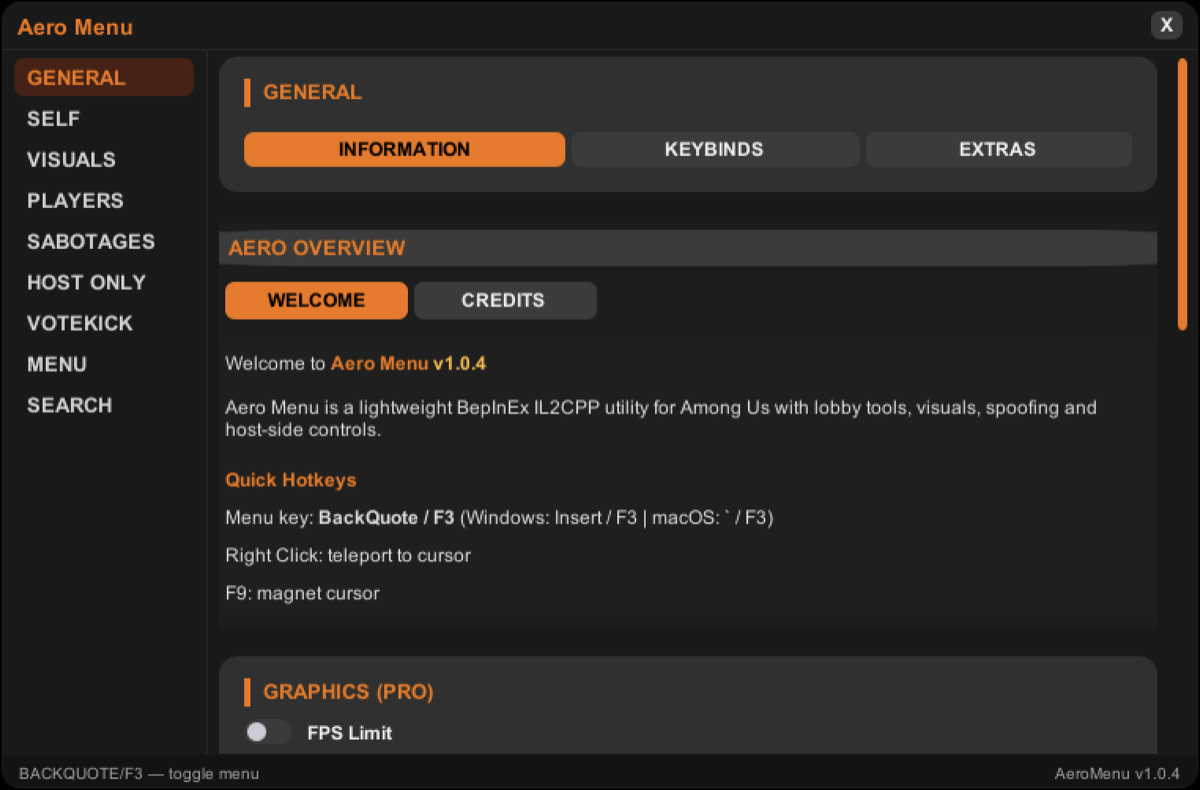 Aero Menu
X
GENERAL
SELF
VISUALS
PLAYERS
SABOTAGES
HOST ONLY
VOTEKICK
MENU
SEARCH
GENERAL
INFORMATION KEYBINDS EXTRAS
AERO OVERVIEW
WELCOME CREDITS
Welcome to Aero Menu v1.0.4
Aero Menu is a lightweight BepInEx IL2CPP utility for Among Us with lobby tools, visuals, spoofing and
host-side controls.
Quick Hotkeys
Menu key: BackQuote / F3 (Windows: Insert / F3 | macOS: ` / F3)
Right Click: teleport to cursor
F9: magnet cursor
GRAPHICS (PRO)
FPS Limit
BACKQUOTE/F3 — toggle menu
AeroMenu v1.0.4